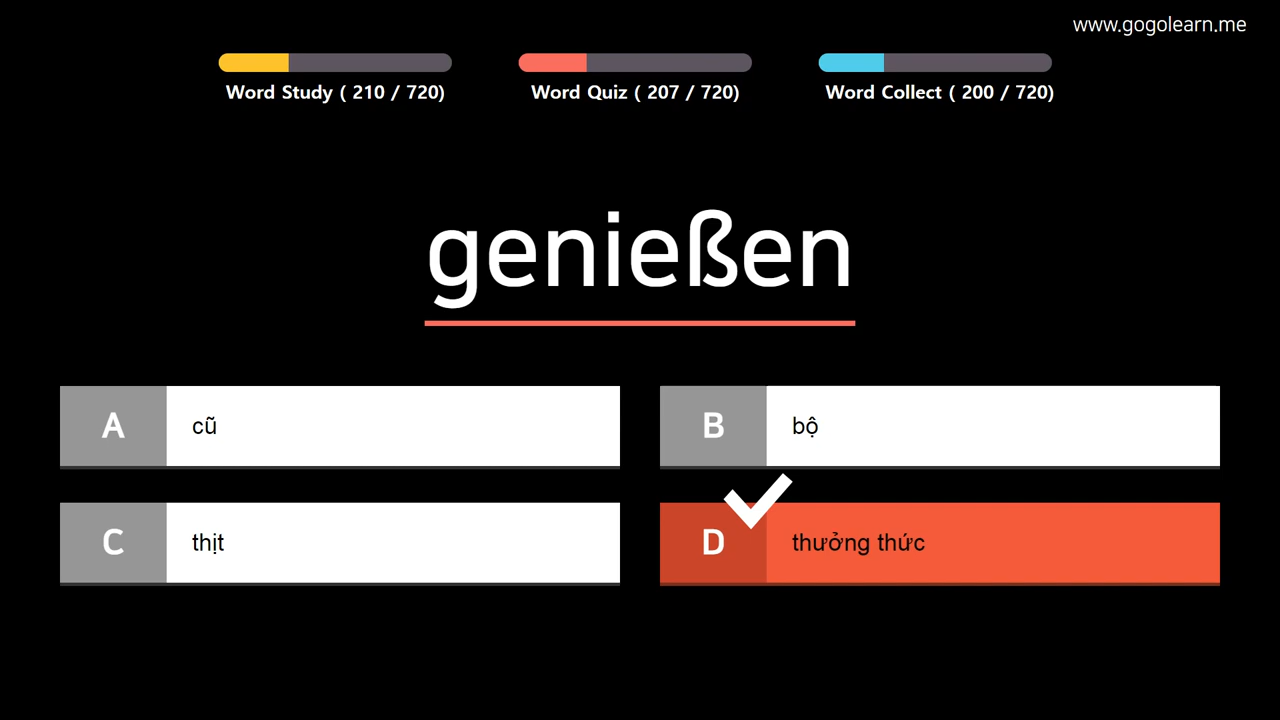 www.gogolearn.me
Word Study ( 210 / 720)
Word Quiz ( 207 / 720)
Word Collect ( 200 / 720)
genießen
A cũ
B bộ
C thịt
D thưởng thức